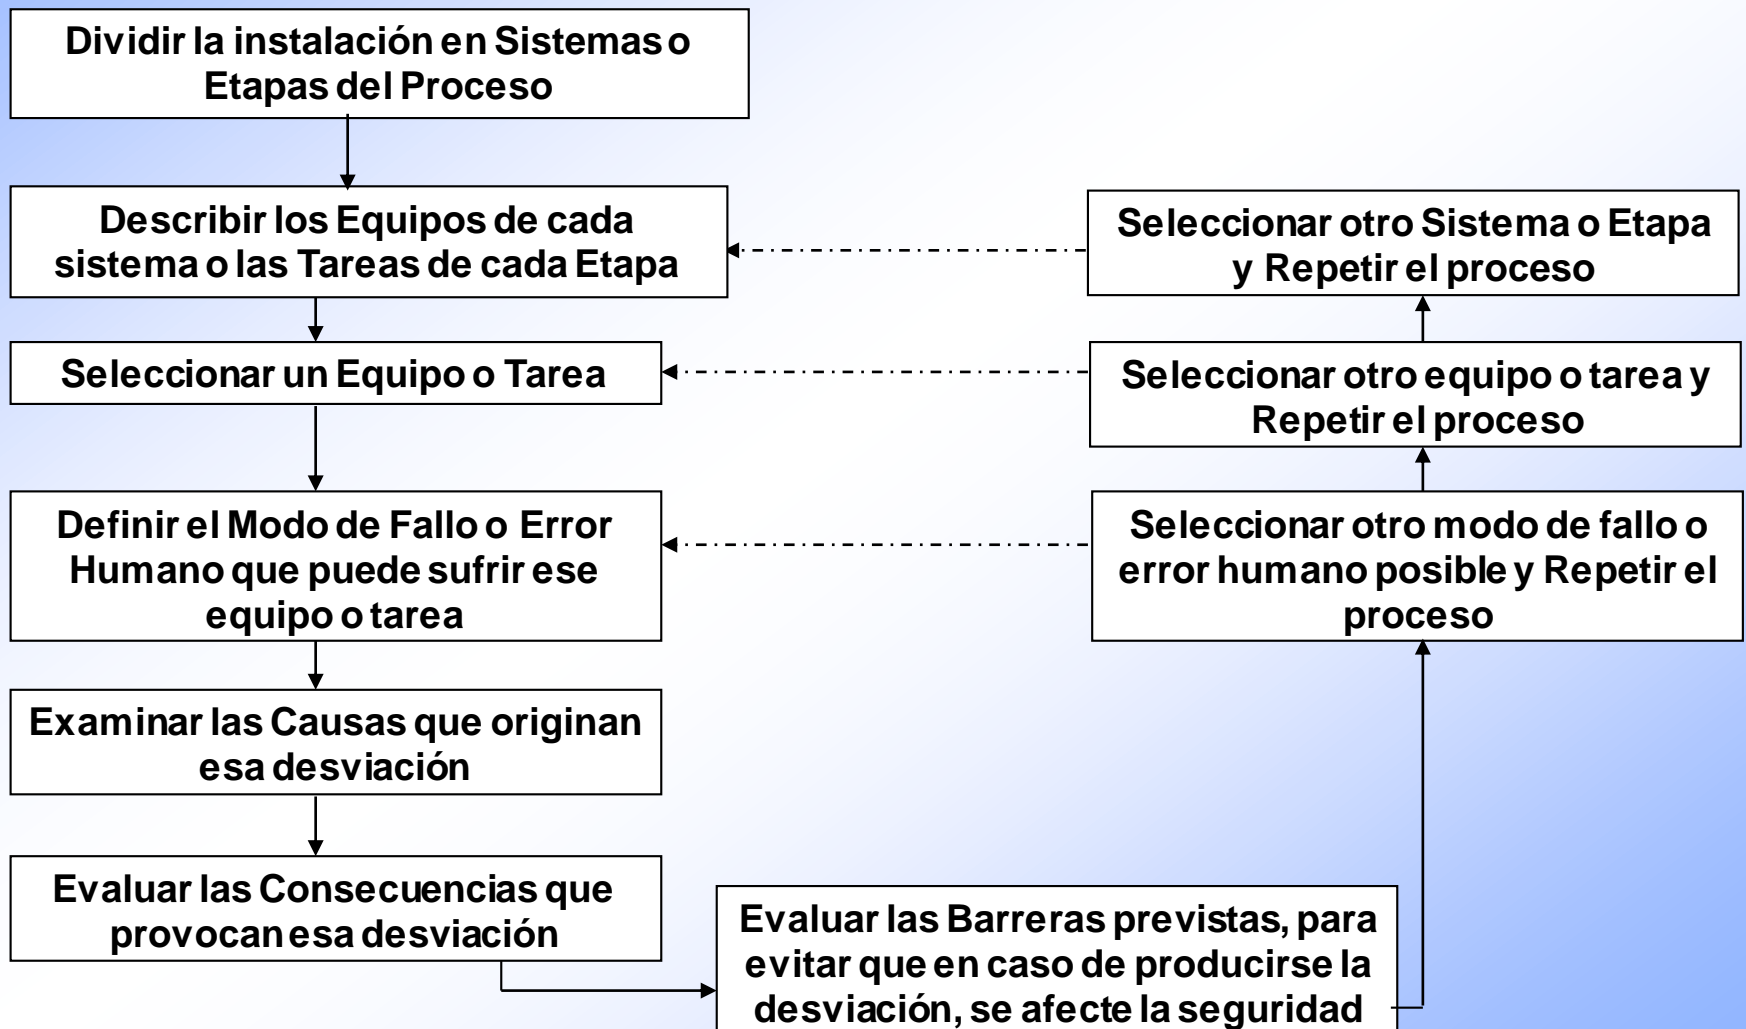 Dividir la instalación en Sistemas o
Etapas del Proceso
Describir los Equipos de cada
sistema o las Tareas de cada Etapa
Seleccionar un Equipo o Tarea
Definir el Modo de Fallo o Error
Humano que puede sufrir ese
equipo o tarea
Examinar las Causas que originan
esa desviación
Evaluar las Consecuencias que
provocan esa desviación
Evaluar las Barreras previstas, para
evitar que en caso de producirse la
desviación, se afecte la seguridad
Seleccionar otro modo de fallo o
error humano posible y Repetir el
proceso
Seleccionar otro equipo o tarea y
Repetir el proceso
Seleccionar otro Sistema o Etapa
y Repetir el proceso